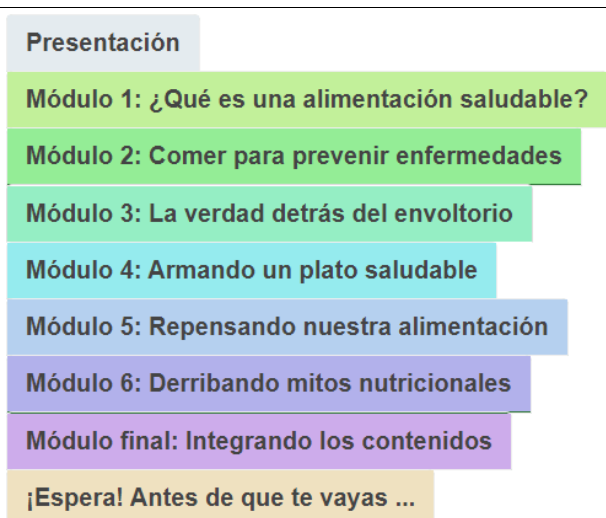 Presentación
Módulo 1: ¿Qué es una alimentación saludable?
Módulo 2: Comer para prevenir enfermedades
Módulo 3: La verdad detrás del envoltorio
Módulo 4: Armando un plato saludable
Módulo 5: Repensando nuestra alimentación
Módulo 6: Derribando mitos nutricionales
Módulo final: Integrando los contenidos
¡Espera! Antes de que te vayas ...